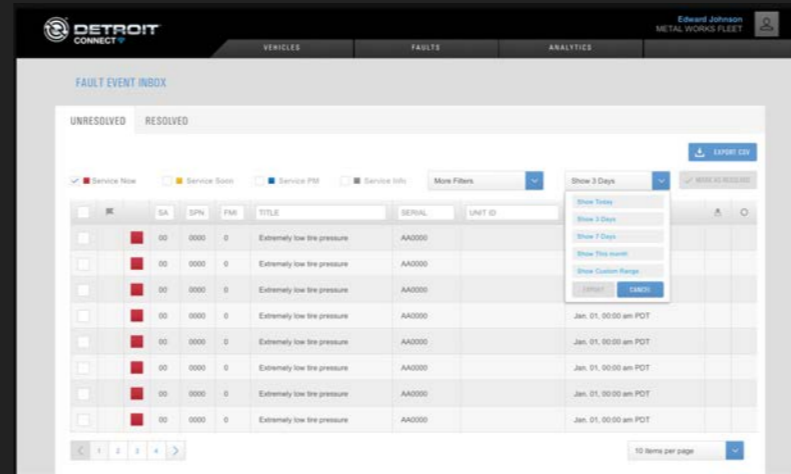 Edward Johnson
METAL WORKS FLEET
DETROIT
CONNECT
VEHICLES FAULTS ANALYTICS
FAULT EVENT INBOX
UNRESOLVED RESOLVED
EXPORT CSV
Service Now Service Soon Service PM Service Info More Filters Show 3 Days MARK AS RESOLVED
SA SPN FMI TITLE SERIAL UNIT ID
Show Today
Show 3 Days
Show 7 Days
Show This month
Show Custom Range
EXPORT CANCEL
00 0000 0 Extremely low tire pressure AA0000
00 0000 0 Extremely low tire pressure AA0000
00 0000 0 Extremely low tire pressure AA0000
00 0000 0 Extremely low tire pressure AA0000 Jan. 01, 00:00 am PDT
00 0000 0 Extremely low tire pressure AA0000 Jan. 01, 00:00 am PDT
00 0000 0 Extremely low tire pressure AA0000 Jan. 01, 00:00 am PDT
00 0000 0 Extremely low tire pressure AA0000 Jan. 01, 00:00 am PDT
00 0000 0 Extremely low tire pressure AA0000 Jan. 01, 00:00 am PDT
1 2 3 4 10 Items per page